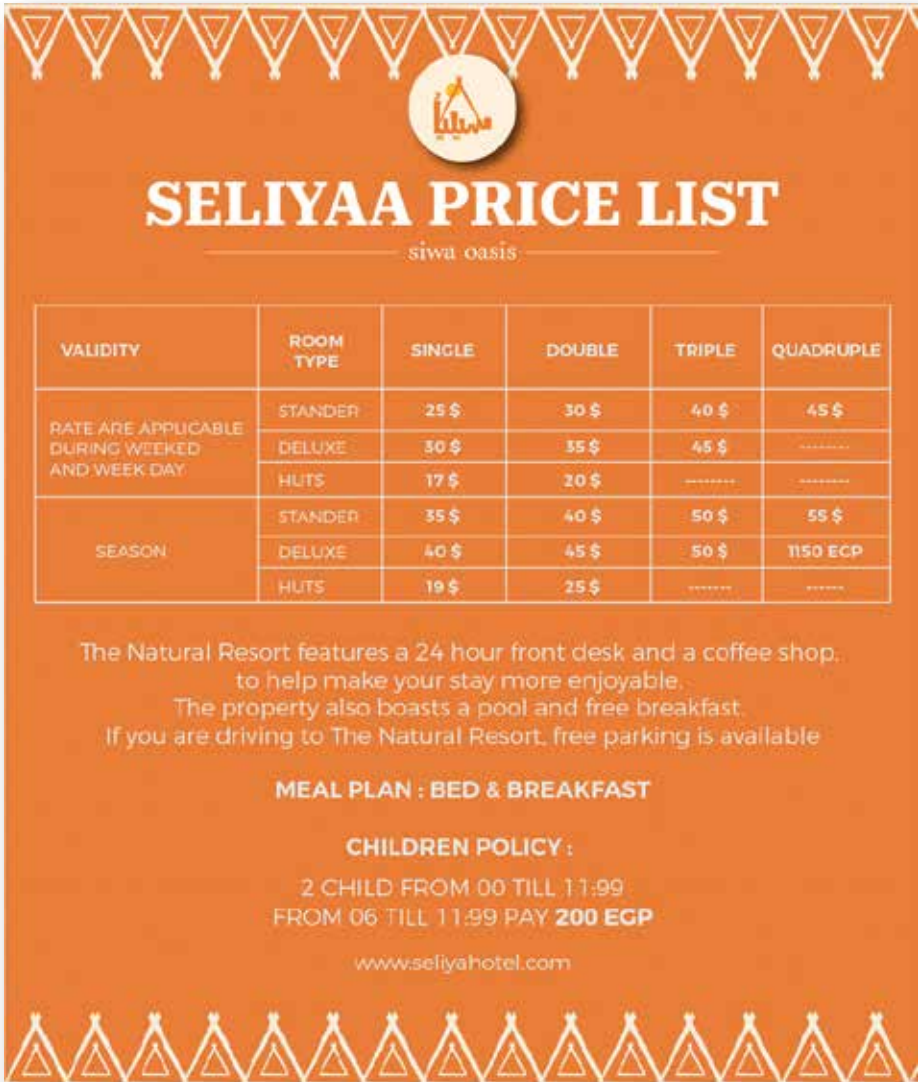 سيليا
SELIYAA PRICE LIST
siwa oasis
VALIDITY ROOM TYPE SINGLE DOUBLE TRIPLE QUADRUPLE
RATE ARE APPLICABLE
DURING WEEKED
AND WEEK DAY
STANDER 25 $ 30 $ 40 $ 45 $
DELUXE 30 $ 35 $ 45 $ --------
HUTS 17 $ 20 $ -------- --------
SEASON
STANDER 35 $ 40 $ 50 $ 55 $
DELUXE 40 $ 45 $ 50 $ 1150 EGP
HUTS 19 $ 25 $ ------- ------
The Natural Resort features a 24 hour front desk and a coffee shop,
to help make your stay more enjoyable.
The property also boasts a pool and free breakfast.
If you are driving to The Natural Resort, free parking is available
MEAL PLAN : BED & BREAKFAST
CHILDREN POLICY :
2 CHILD FROM 00 TILL 11:99
FROM 06 TILL 11:99 PAY 200 EGP
www.seliyahotel.com